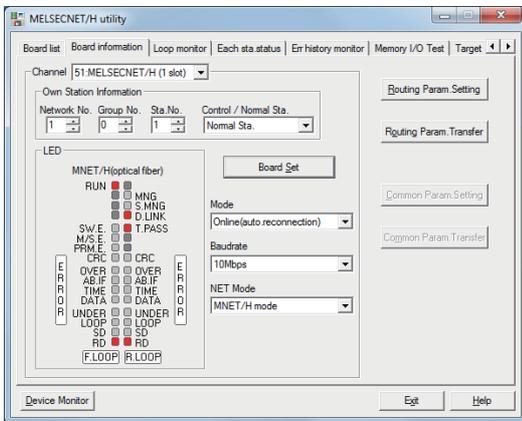 MELSECNET/H utility
Board list Board information Loop monitor Each sta.status Err history monitor Memory I/O Test Target
Channel 51:MELSECNET/H (1 slot)
Own Station Information
Network No. Group No. Sta.No. Control / Normal Sta.
1 0 1 Normal Sta.
Routing Param.Setting
Routing Param.Transfer
Common Param.Setting
Common Param.Transfer
LED
MNET/H(optical fiber)
RUN
MNG
S.MNG
D.LINK
SW.E. T.PASS
M/S.E.
PRM.E.
CRC CRC
OVER OVER
AB.IF AB.IF
TIME TIME
DATA DATA
UNDER UNDER
LOOP LOOP
SD SD
RD RD
ERROR ERROR
F.LOOP R.LOOP
Board Set
Mode
Online(auto.reconnection)
Baudrate
10Mbps
NET Mode
MNET/H mode
Device Monitor Exit Help